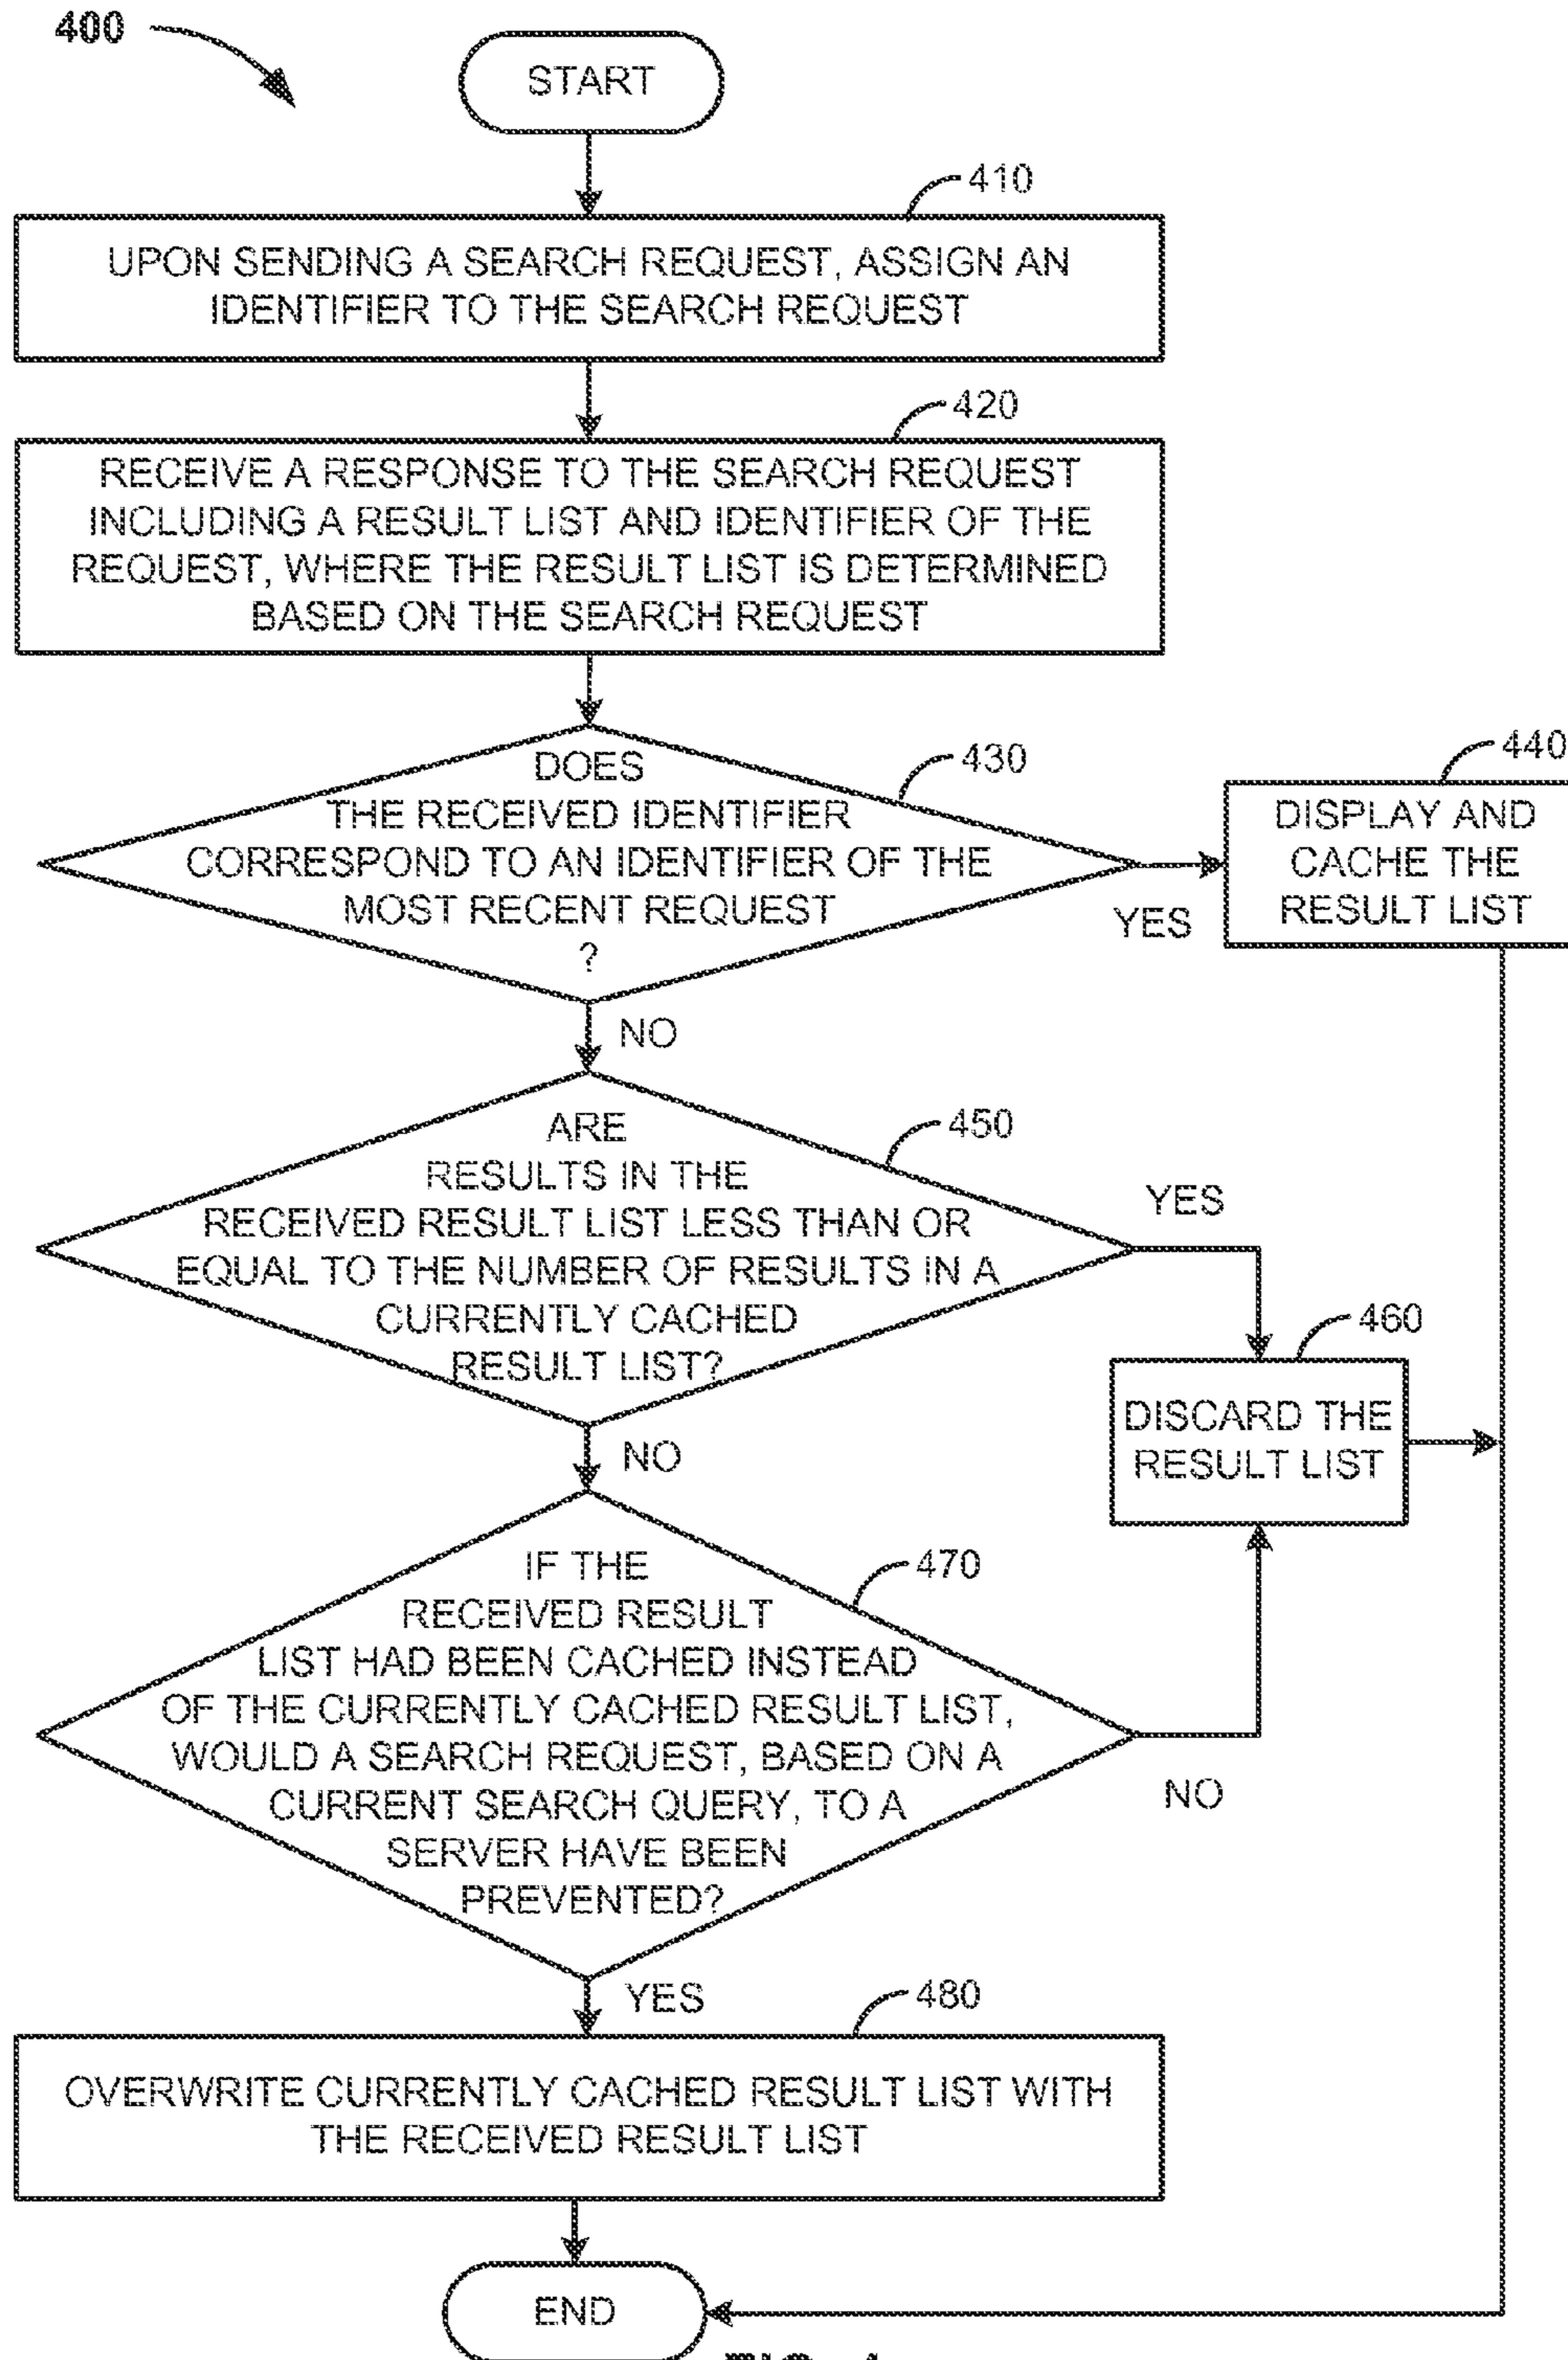 400
START
410
UPON SENDING A SEARCH REQUEST, ASSIGN AN
IDENTIFIER TO THE SEARCH REQUEST
420
RECEIVE A RESPONSE TO THE SEARCH REQUEST
INCLUDING A RESULT LIST AND IDENTIFIER OF THE
REQUEST, WHERE THE RESULT LIST IS DETERMINED
BASED ON THE SEARCH REQUEST
430
DOES
THE RECEIVED IDENTIFIER
CORRESPOND TO AN IDENTIFIER OF THE
MOST RECENT REQUEST
?
YES
440
DISPLAY AND
CACHE THE
RESULT LIST
NO
450
ARE
RESULTS IN THE
RECEIVED RESULT LIST LESS THAN OR
EQUAL TO THE NUMBER OF RESULTS IN A
CURRENTLY CACHED
RESULT LIST?
YES
460
DISCARD THE
RESULT LIST
NO
470
IF THE
RECEIVED RESULT
LIST HAD BEEN CACHED INSTEAD
OF THE CURRENTLY CACHED RESULT LIST,
WOULD A SEARCH REQUEST, BASED ON A
CURRENT SEARCH QUERY, TO A
SERVER HAVE BEEN
PREVENTED?
NO
YES
480
OVERWRITE CURRENTLY CACHED RESULT LIST WITH
THE RECEIVED RESULT LIST
END